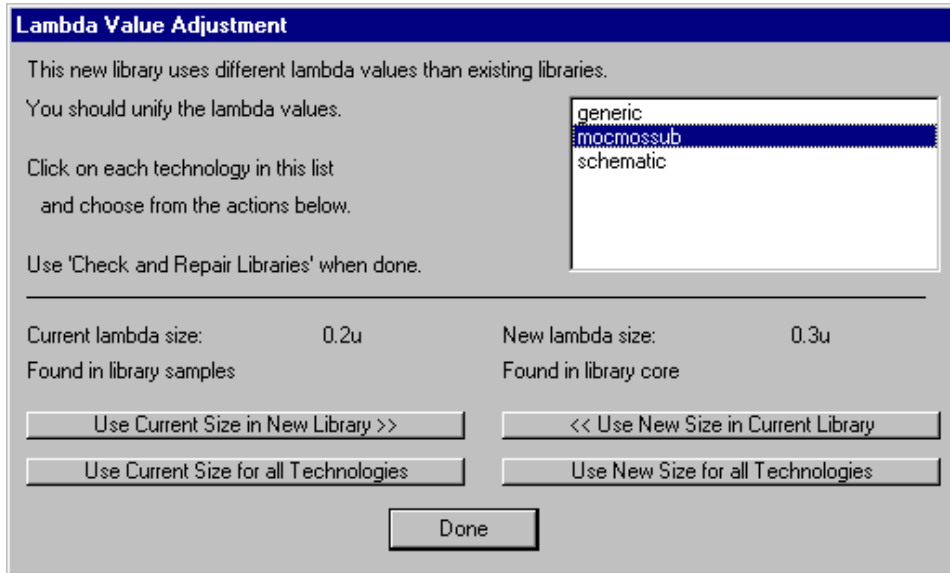 Lambda Value Adjustment
This new library uses different lambda values than existing libraries.
You should unify the lambda values.
generic
mocmossub
schematic
Click on each technology in this list
and choose from the actions below.
Use 'Check and Repair Libraries' when done.
Current lambda size: 0.2u
New lambda size: 0.3u
Found in library samples
Found in library core
Use Current Size in New Library >>
<< Use New Size in Current Library
Use Current Size for all Technologies
Use New Size for all Technologies
Done